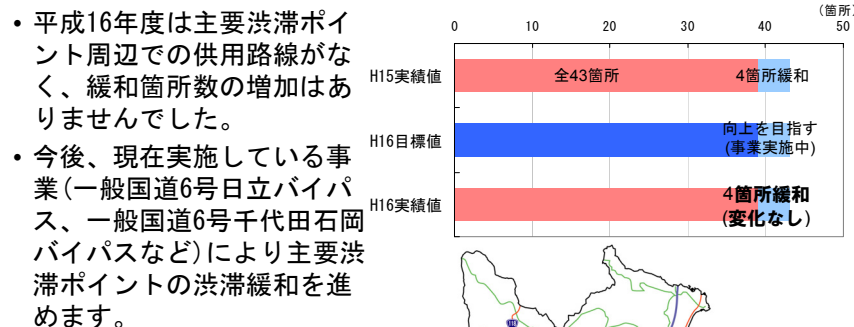 • 平成16年度は主要渋滞ポイ
ント周辺での供用路線がな
く、緩和箇所数の増加はあ
りませんでした。
• 今後、現在実施している事
業(一般国道6号日立バイパ
ス、一般国道6号千代田石岡
バイパスなど)により主要渋
滞ポイントの渋滞緩和を進
めます。
(箇所)
0 10 20 30 40 50
H15実績値 全43箇所 4箇所緩和
H16目標値 向上を目指す
(事業実施中)
H16実績値 4箇所緩和
(変化なし)
118